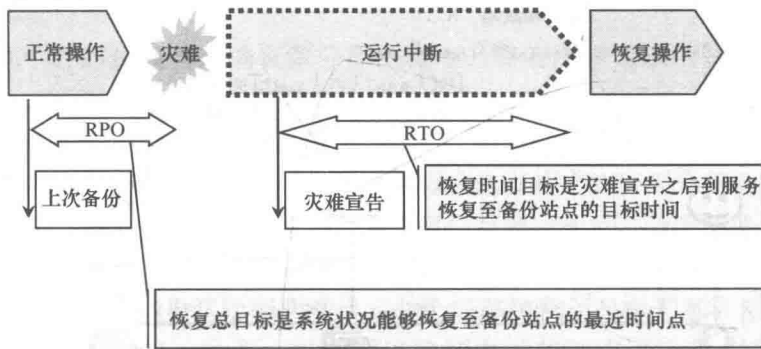 正常操作
灾难
运行中断
恢复操作
RPO
RTO
上次备份
灾难宣告
恢复时间目标是灾难宣告之后到服务
恢复至备份站点的目标时间
恢复总目标是系统状况能够恢复至备份站点的最近时间点